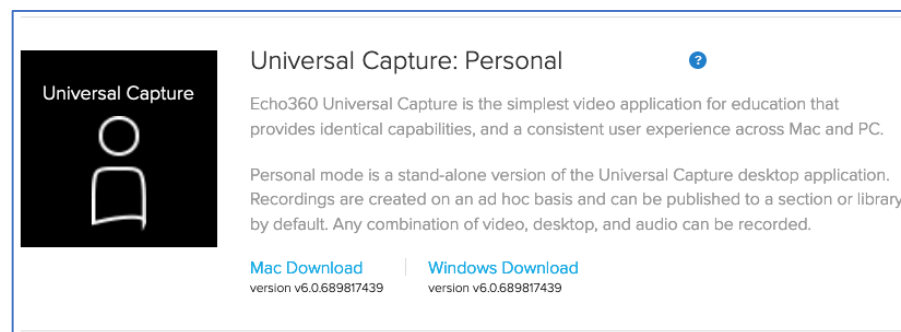 Universal Capture
Universal Capture: Personal
?
Echo360 Universal Capture is the simplest video application for education that
provides identical capabilities, and a consistent user experience across Mac and PC.
Personal mode is a stand-alone version of the Universal Capture desktop application.
Recordings are created on an ad hoc basis and can be published to a section or library
by default. Any combination of video, desktop, and audio can be recorded.
Mac Download | Windows Download
version v6.0.689817439 version v6.0.689817439